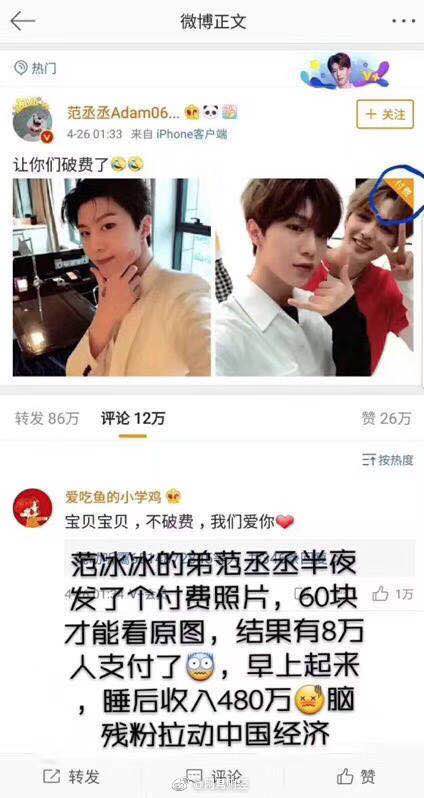 微博正文
热门
V+
范丞丞Adam06...
4-26 01:33 来自 iPhone客户端
+ 关注
让你们破费了
付费
转发 86万 评论 12万 赞 26万
按热度
爱吃鱼的小学鸡
宝贝宝贝，不破费，我们爱你
1万
范冰冰的弟范丞丞半夜
发了个付费照片，60块
才能看原图，结果有8万
人支付了，早上起来
，睡后收入480万脑
残粉拉动中国经济
转发 评论 赞